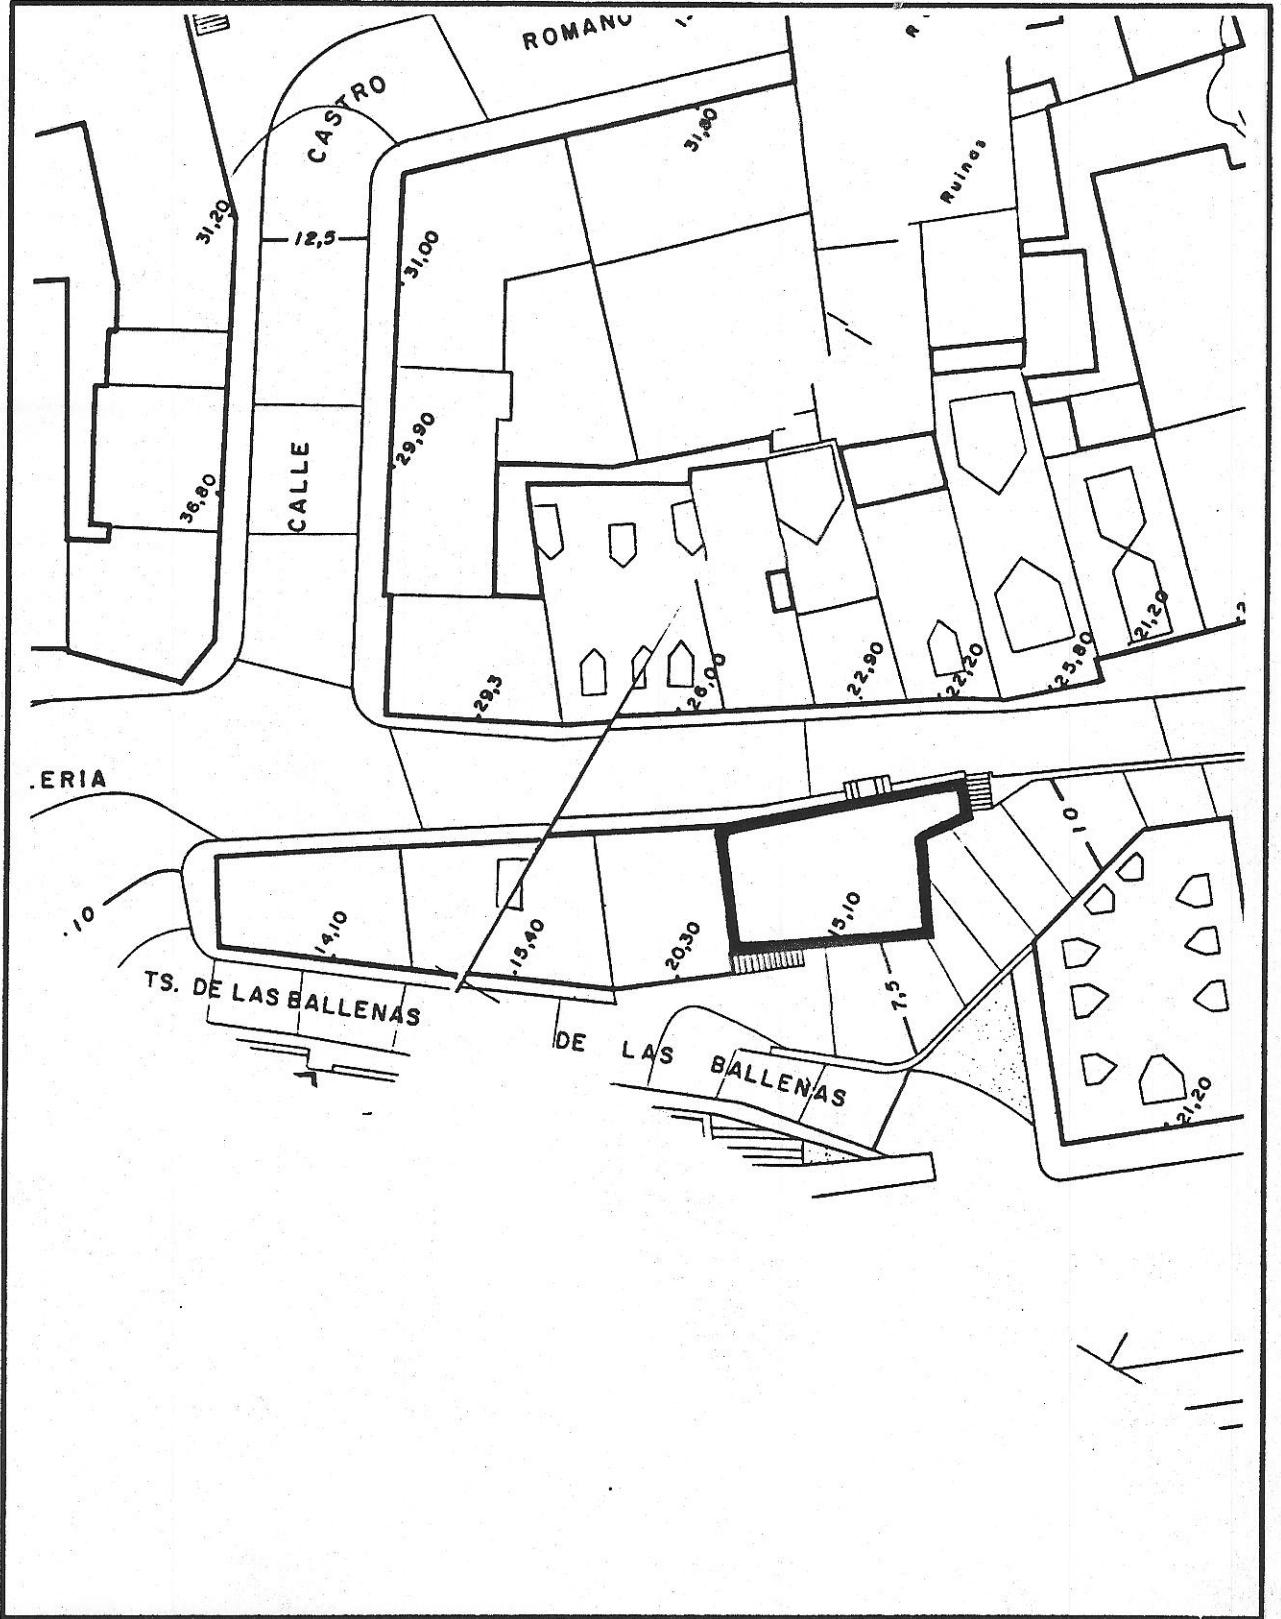 ROMANO
CASTRO
31,80
Ruinas
31,20
12,5
31,00
29,90
CALLE
36,80
29,3
26,00
22,90
22,20
25,80
21,20
.ERIA
10
.10
14,10
15,40
20,30
15,10
7,5
TS. DE LAS BALLENAS
DE LAS BALLENAS
21,20